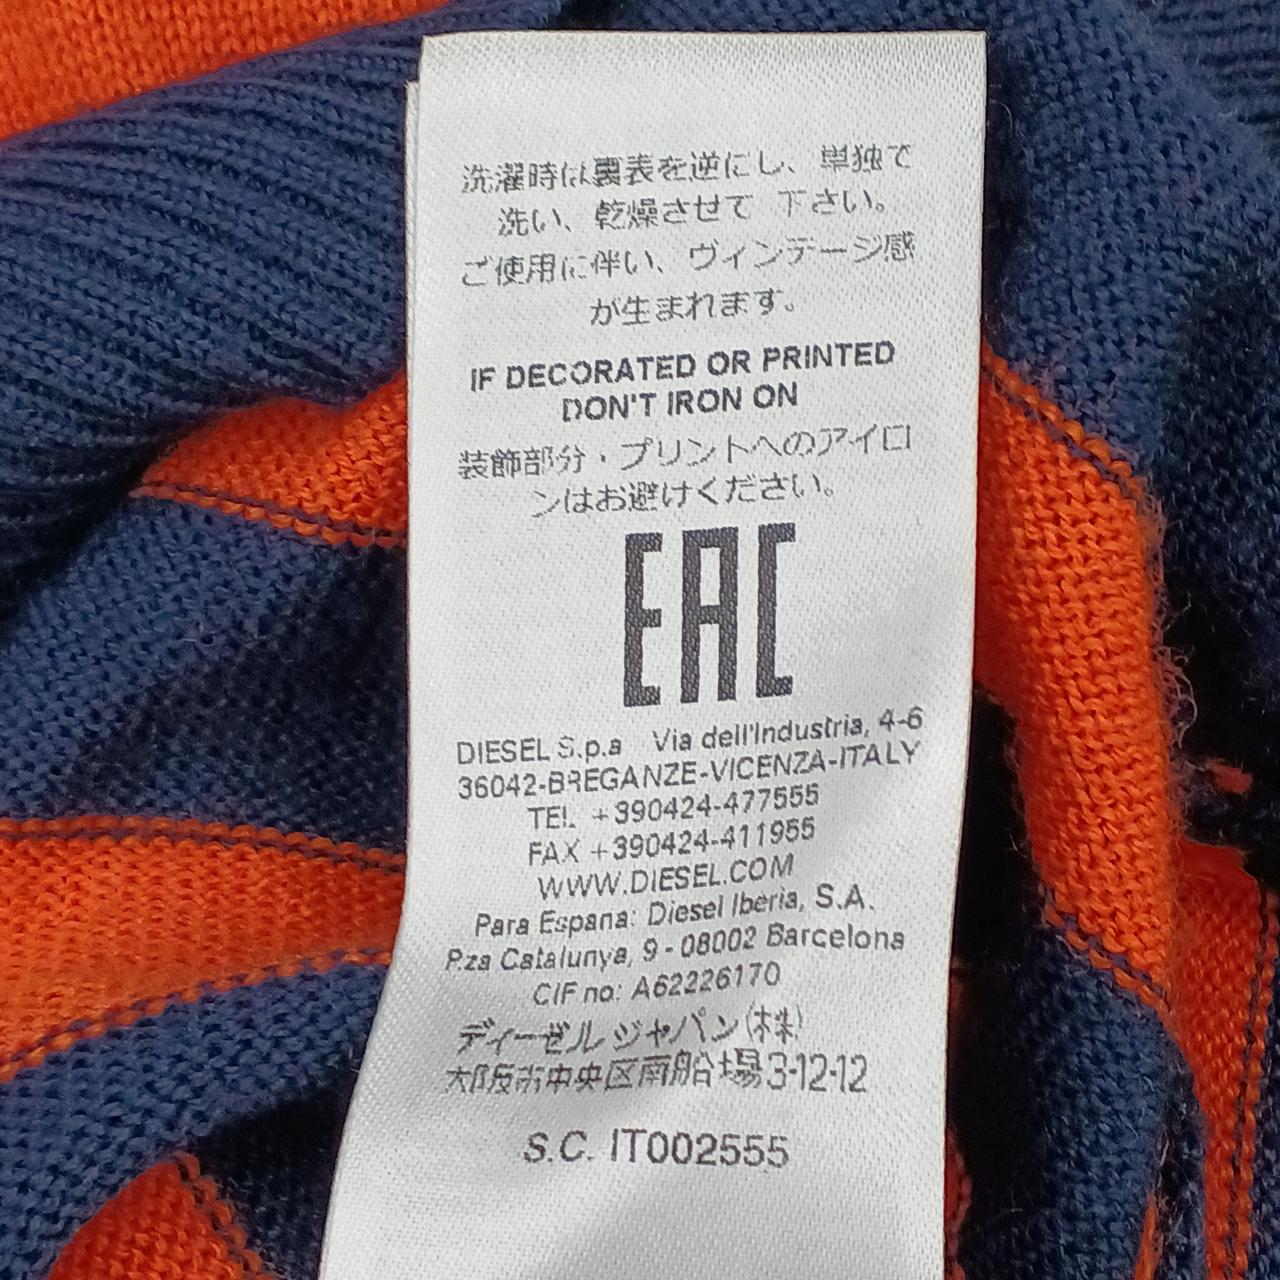 洗濯時は裏表を逆にし、単独で
洗い、乾燥させて 下さい。
ご使用に伴い、ヴィンテージ感
が生まれます。
IF DECORATED OR PRINTED
DON'T IRON ON
装飾部分・プリントへのアイロ
ンはお避けください。
EAC
DIESEL S.p.a Via dell'Industria, 4-6
36042-BREGANZE-VICENZA-ITALY
TEL +390424-477555
FAX +390424-411955
WWW.DIESEL.COM
Para Espana: Diesel Iberia, S.A.
P.za Catalunya, 9 - 08002 Barcelona
CIF no: A62226170
ディーゼル ジャパン(株)
大阪市中央区南船場3-12-12
S.C. IT002555